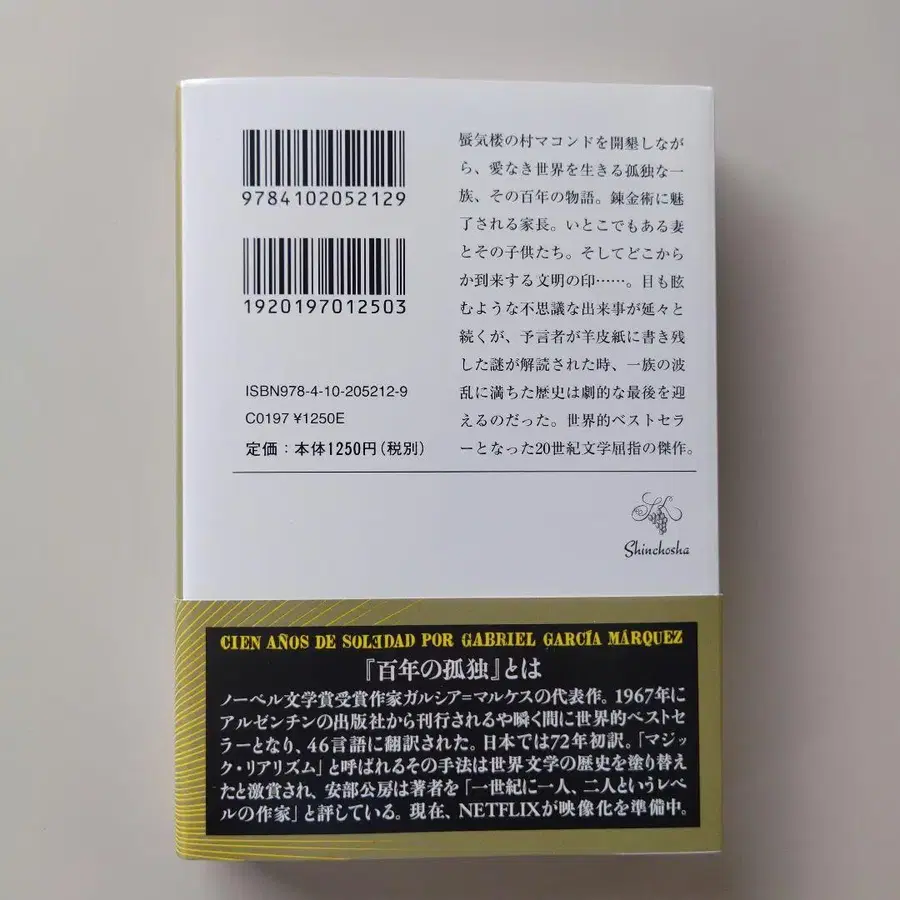 9784102052129
1920197012503
ISBN978-4-10-205212-9
C0197 ¥1250E
定価：本体1250円（税別）
蜃気楼の村マコンドを開墾しなが
ら、愛なき世界を生きる孤独な一
族、その百年の物語。錬金術に魅
了される家長。いとこでもある妻
とその子供たち。そしてどこから
か到来する文明の印……。目も眩
むような不思議な出来事が延々と
続くが、予言者が羊皮紙に書き残
した謎が解読された時、一族の波
乱に満ちた歴史は劇的な最後を迎
えるのだった。世界的ベストセラ
ーとなった20世紀文学屈指の傑作。
Shinchosha
CIEN AÑOS DE SOLƎDAD POR GABRIEL GARCÍA MÁRQUEZ
『百年の孤独』とは
ノーベル文学賞受賞作家ガルシア=マルケスの代表作。1967年に
アルゼンチンの出版社から刊行されるや瞬く間に世界的ベストセ
ラーとなり、46言語に翻訳された。日本では72年初訳。「マジッ
ク・リアリズム」と呼ばれるその手法は世界文学の歴史を塗り替え
たと激賞され、安部公房は著者を「一世紀に一人、二人というレベ
ルの作家」と評している。現在、NETFLIXが映像化を準備中。